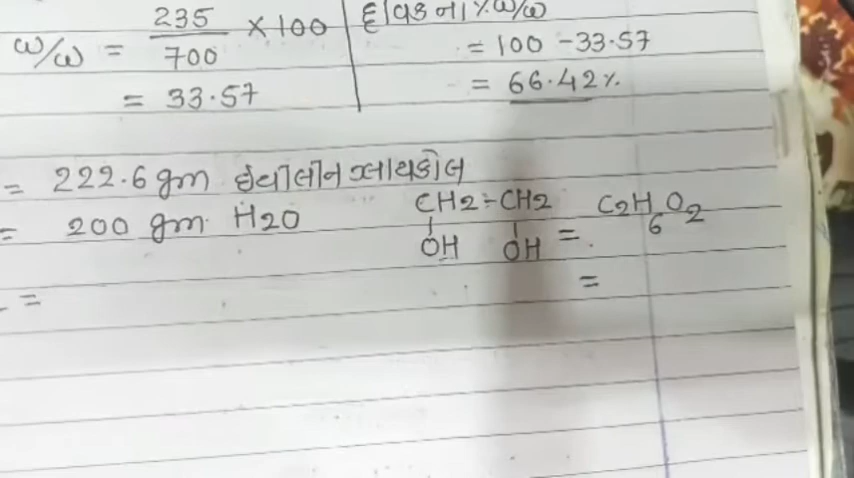 ω/ω = 235/700 × 100
= 33.57
દ્રાવકના % ω/ω
= 100 - 33.57
= 66.42%
= 222.6 gm ઇથીલીન ગ્લાયકોલ
= 200 gm H2O
CH2-CH2 C2H6O2
OH OH =
=
=